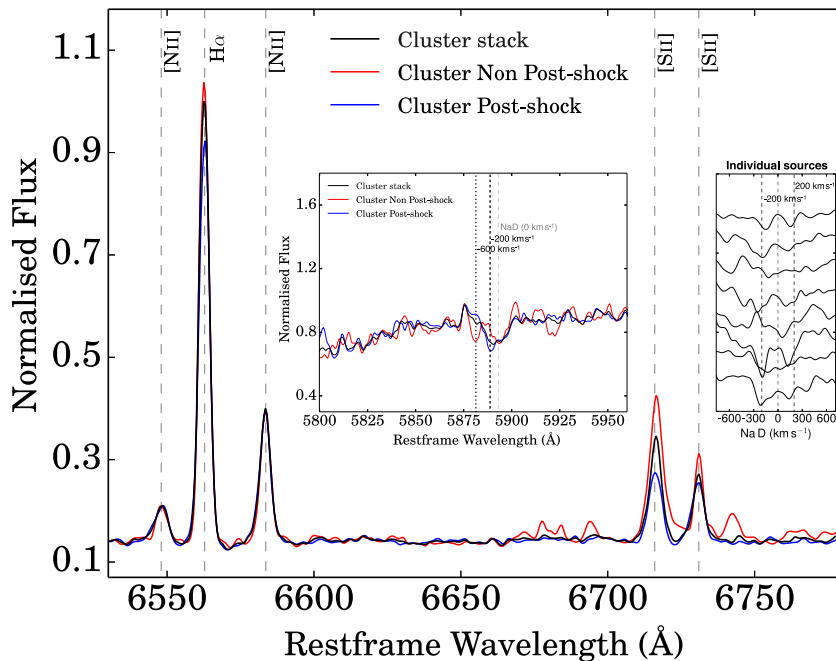 [NII]
Hα
[NII]
[SII]
[SII]
Cluster stack
Cluster Non Post-shock
Cluster Post-shock
1.1
0.9
0.7
0.5
0.3
0.1
Normalised Flux
6550
6600
6650
6700
6750
Restframe Wavelength (Å)
Cluster stack
Cluster Non Post-shock
Cluster Post-shock
NaD (0 kms-1)
-200 kms-1
-600 kms-1
1.6
1.2
0.8
0.4
Normalised Flux
5800
5825
5850
5875
5900
5925
5950
Restframe Wavelength (Å)
Individual sources
200 kms-1
-200 kms-1
-600
-300
0
300
600
Na D (km s-1)